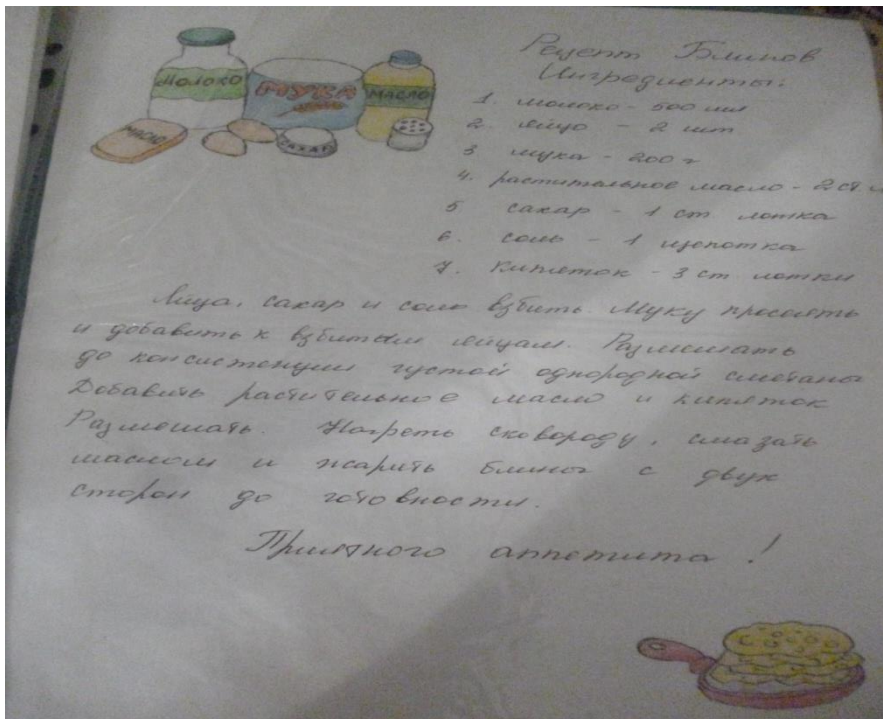 Рецепт Блинов
Ингредиенты:
1. молоко - 500 мл
2. яйцо - 2 шт
3 мука - 200 г
4. растительное масло - 2 ст. л
5 сахар - 1 ст. ложка
6. соль - 1 щепотка
7. Кипяток - 3 ст. ложки
Молоко
МУКА
МАСЛО
МАСЛО
САХАР
Яйца, сахар и соль взбить. Муку просеять
и добавить к взбитым яйцам. Размешать
до консистенции густой однородной сметаны
Добавить растительное масло и кипяток
Размешать. Нагреть сковороду, смазать
маслом и жарить блины с двух
сторон до готовности.
Приятного аппетита!